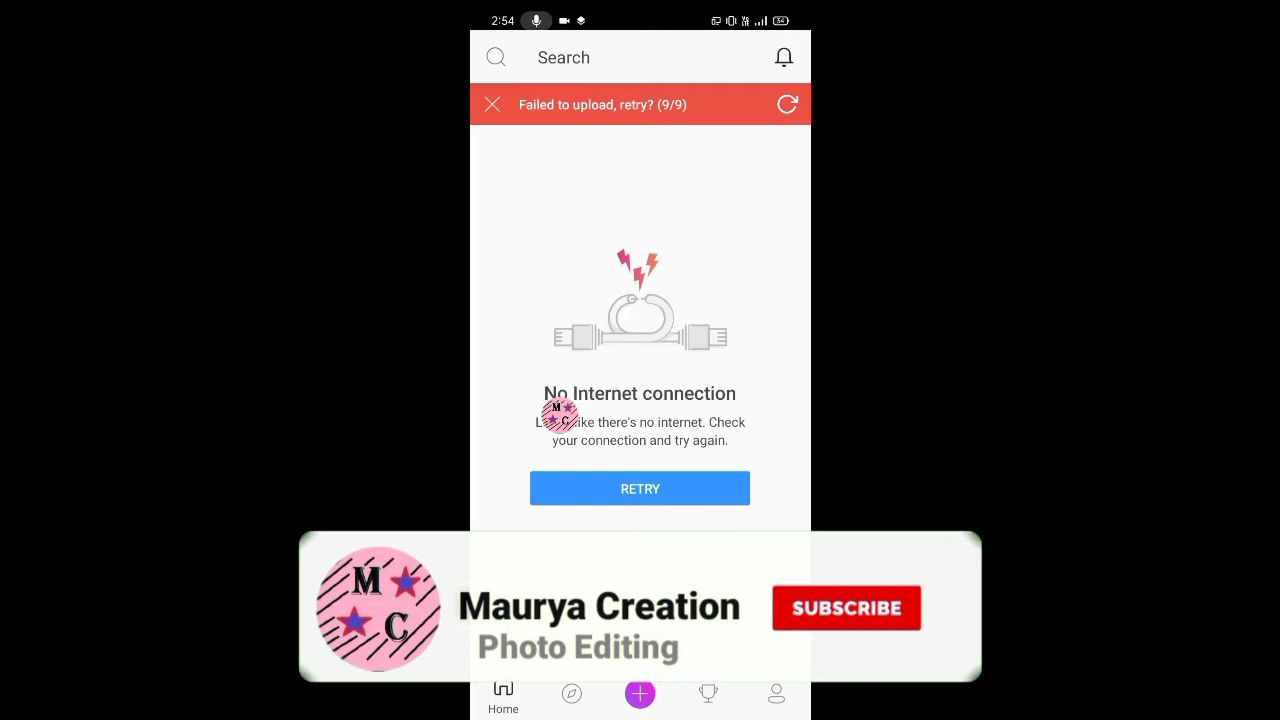 2:54
54
Search
Failed to upload, retry? (9/9)
No Internet connection
like there's no internet. Check
your connection and try again.
RETRY
M
C
M
C
Maurya Creation
SUBSCRIBE
Photo Editing
Home